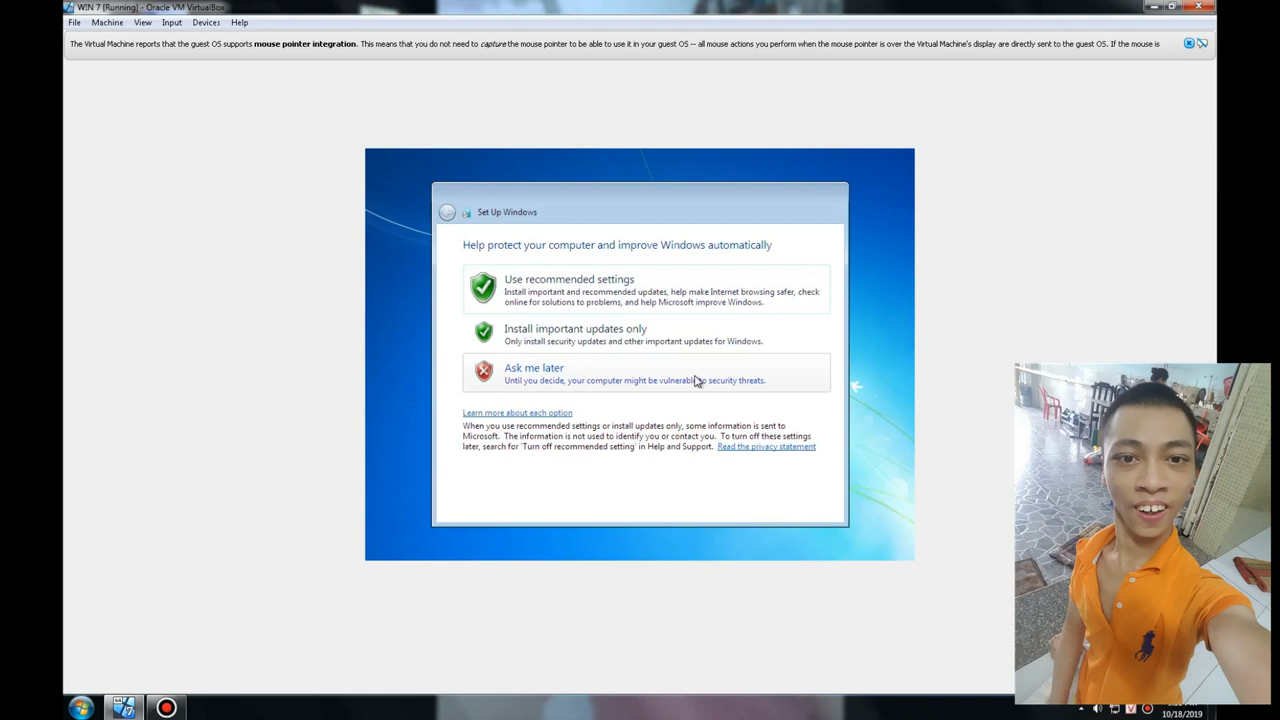 WIN 7 [Running] - Oracle VM VirtualBox
File Machine View Input Devices Help
The Virtual Machine reports that the guest OS supports mouse pointer integration. This means that you do not need to capture the mouse pointer to be able to use it in your guest OS -- all mouse actions you perform when the mouse pointer is over the Virtual Machine's display are directly sent to the guest OS. If the mouse is
Set Up Windows
Help protect your computer and improve Windows automatically
Use recommended settings
Install important and recommended updates, help make Internet browsing safer, check
online for solutions to problems, and help Microsoft improve Windows.
Install important updates only
Only install security updates and other important updates for Windows.
Ask me later
Until you decide, your computer might be vulnerable to security threats.
Learn more about each option
When you use recommended settings or install updates only, some information is sent to
Microsoft. The information is not used to identify you or contact you. To turn off these settings
later, search for 'Turn off recommended setting' in Help and Support. Read the privacy statement
64
7
V
10/18/2019